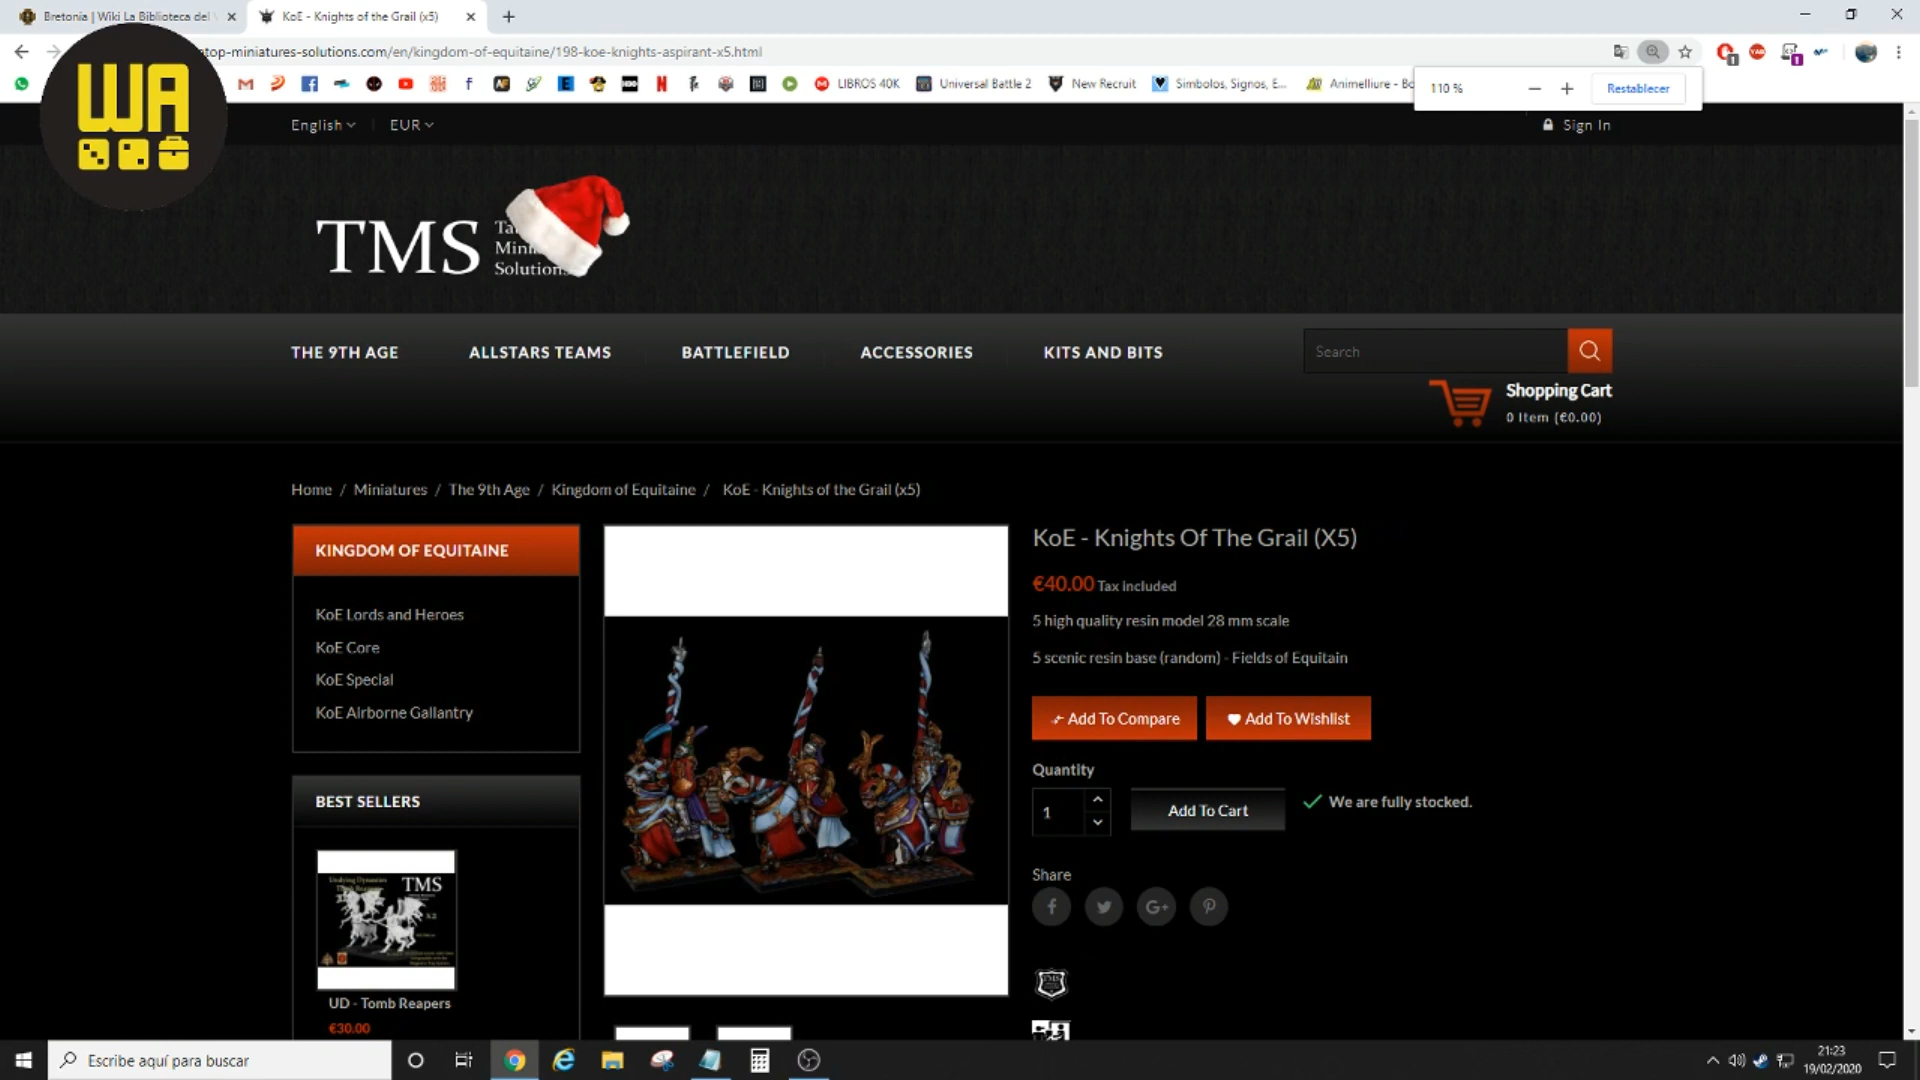 Bretonia | Wiki La Biblioteca del
KoE - Knights of the Grail (x5)
top-miniatures-solutions.com/en/kingdom-of-equitaine/198-koe-knights-aspirant-x5.html
LIBROS 40K
Universal Battle 2
New Recruit
Simbolos, Signos, E...
Animelliure - Bo
110 %
Restablecer
WA
English
EUR
Sign In
TMS
Minia
Solutions
THE 9TH AGE
ALLSTARS TEAMS
BATTLEFIELD
ACCESSORIES
KITS AND BITS
Search
Shopping Cart
0 Item (€0.00)
Home / Miniatures / The 9th Age / Kingdom of Equitaine / KoE - Knights of the Grail (x5)
KINGDOM OF EQUITAINE
KoE Lords and Heroes
KoE Core
KoE Special
KoE Airborne Gallantry
BEST SELLERS
TMS
UD - Tomb Reapers
€30.00
KoE - Knights Of The Grail (X5)
€40.00 Tax included
5 high quality resin model 28 mm scale
5 scenic resin base (random) - Fields of Equitain
Add To Compare
Add To Wishlist
Quantity
1
Add To Cart
We are fully stocked.
Share
Escribe aquí para buscar
21:23
19/02/2020